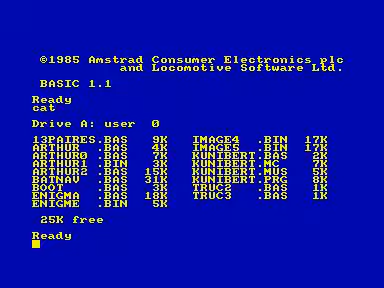 ©1985 Amstrad Consumer Electronics plc
and Locomotive Software Ltd.
BASIC 1.1
Ready
cat
Drive A: user  0
13PAIRES.BAS   9K   IMAGE4  .BIN  17K
ARTHUR  .BAS   4K   IMAGES  .BIN  17K
ARTHUR0 .BAS   7K   KUNIBERT.BAS   2K
ARTHUR1 .BIN   3K   KUNIBERT.MC    7K
ARTHUR2 .BAS  15K   KUNIBERT.MUS   5K
BATNAV  .BAS  31K   KUNIBERT.PRG   8K
BOOT    .BAS   3K   TRUC2   .BAS   1K
ENIGMA  .BAS  18K   TRUC3   .BAS   1K
ENIGME  .BIN   5K
25K free
Ready